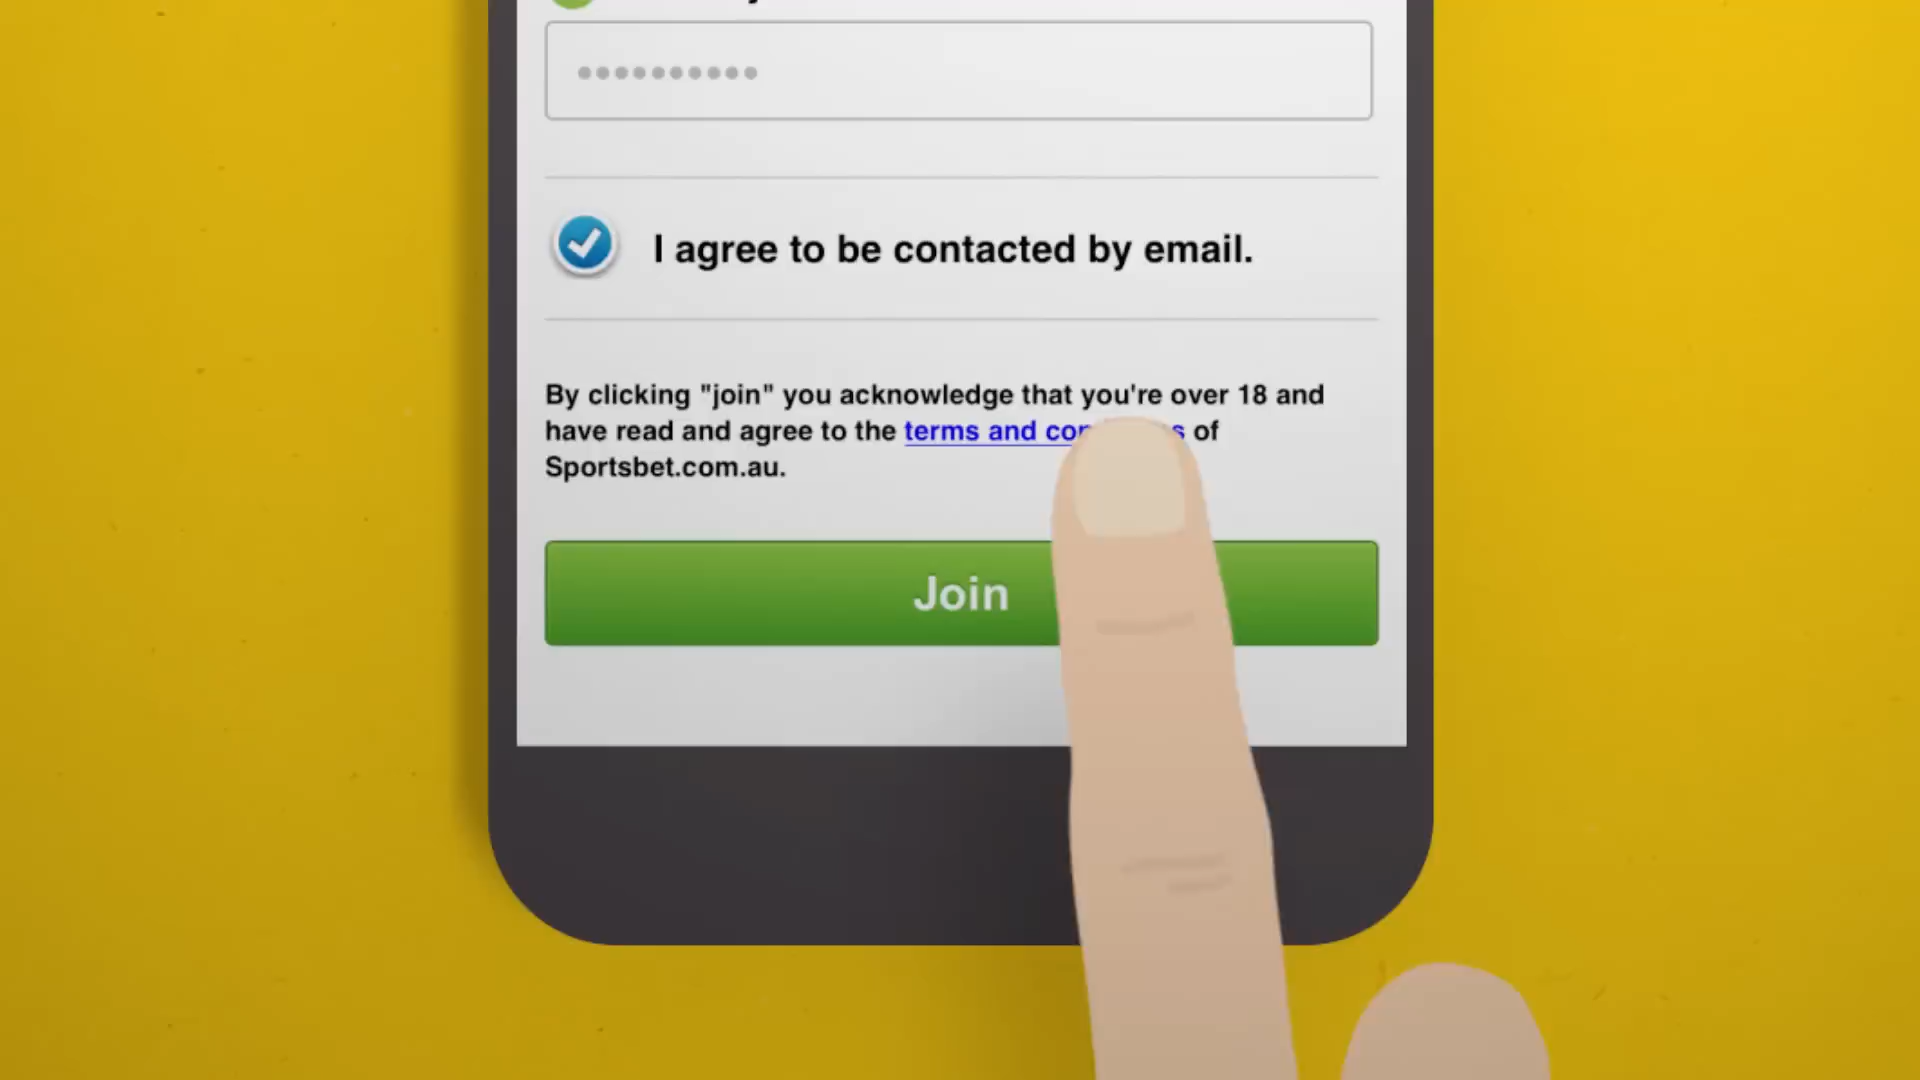 I agree to be contacted by email.
By clicking "join" you acknowledge that you're over 18 and
have read and agree to the terms and of
Sportsbet.com.au.
Join